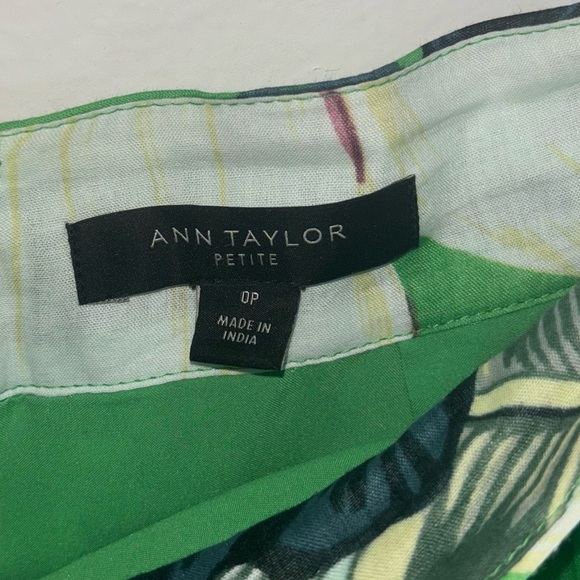 ANN TAYLOR
PETITE
0P
MADE IN
INDIA